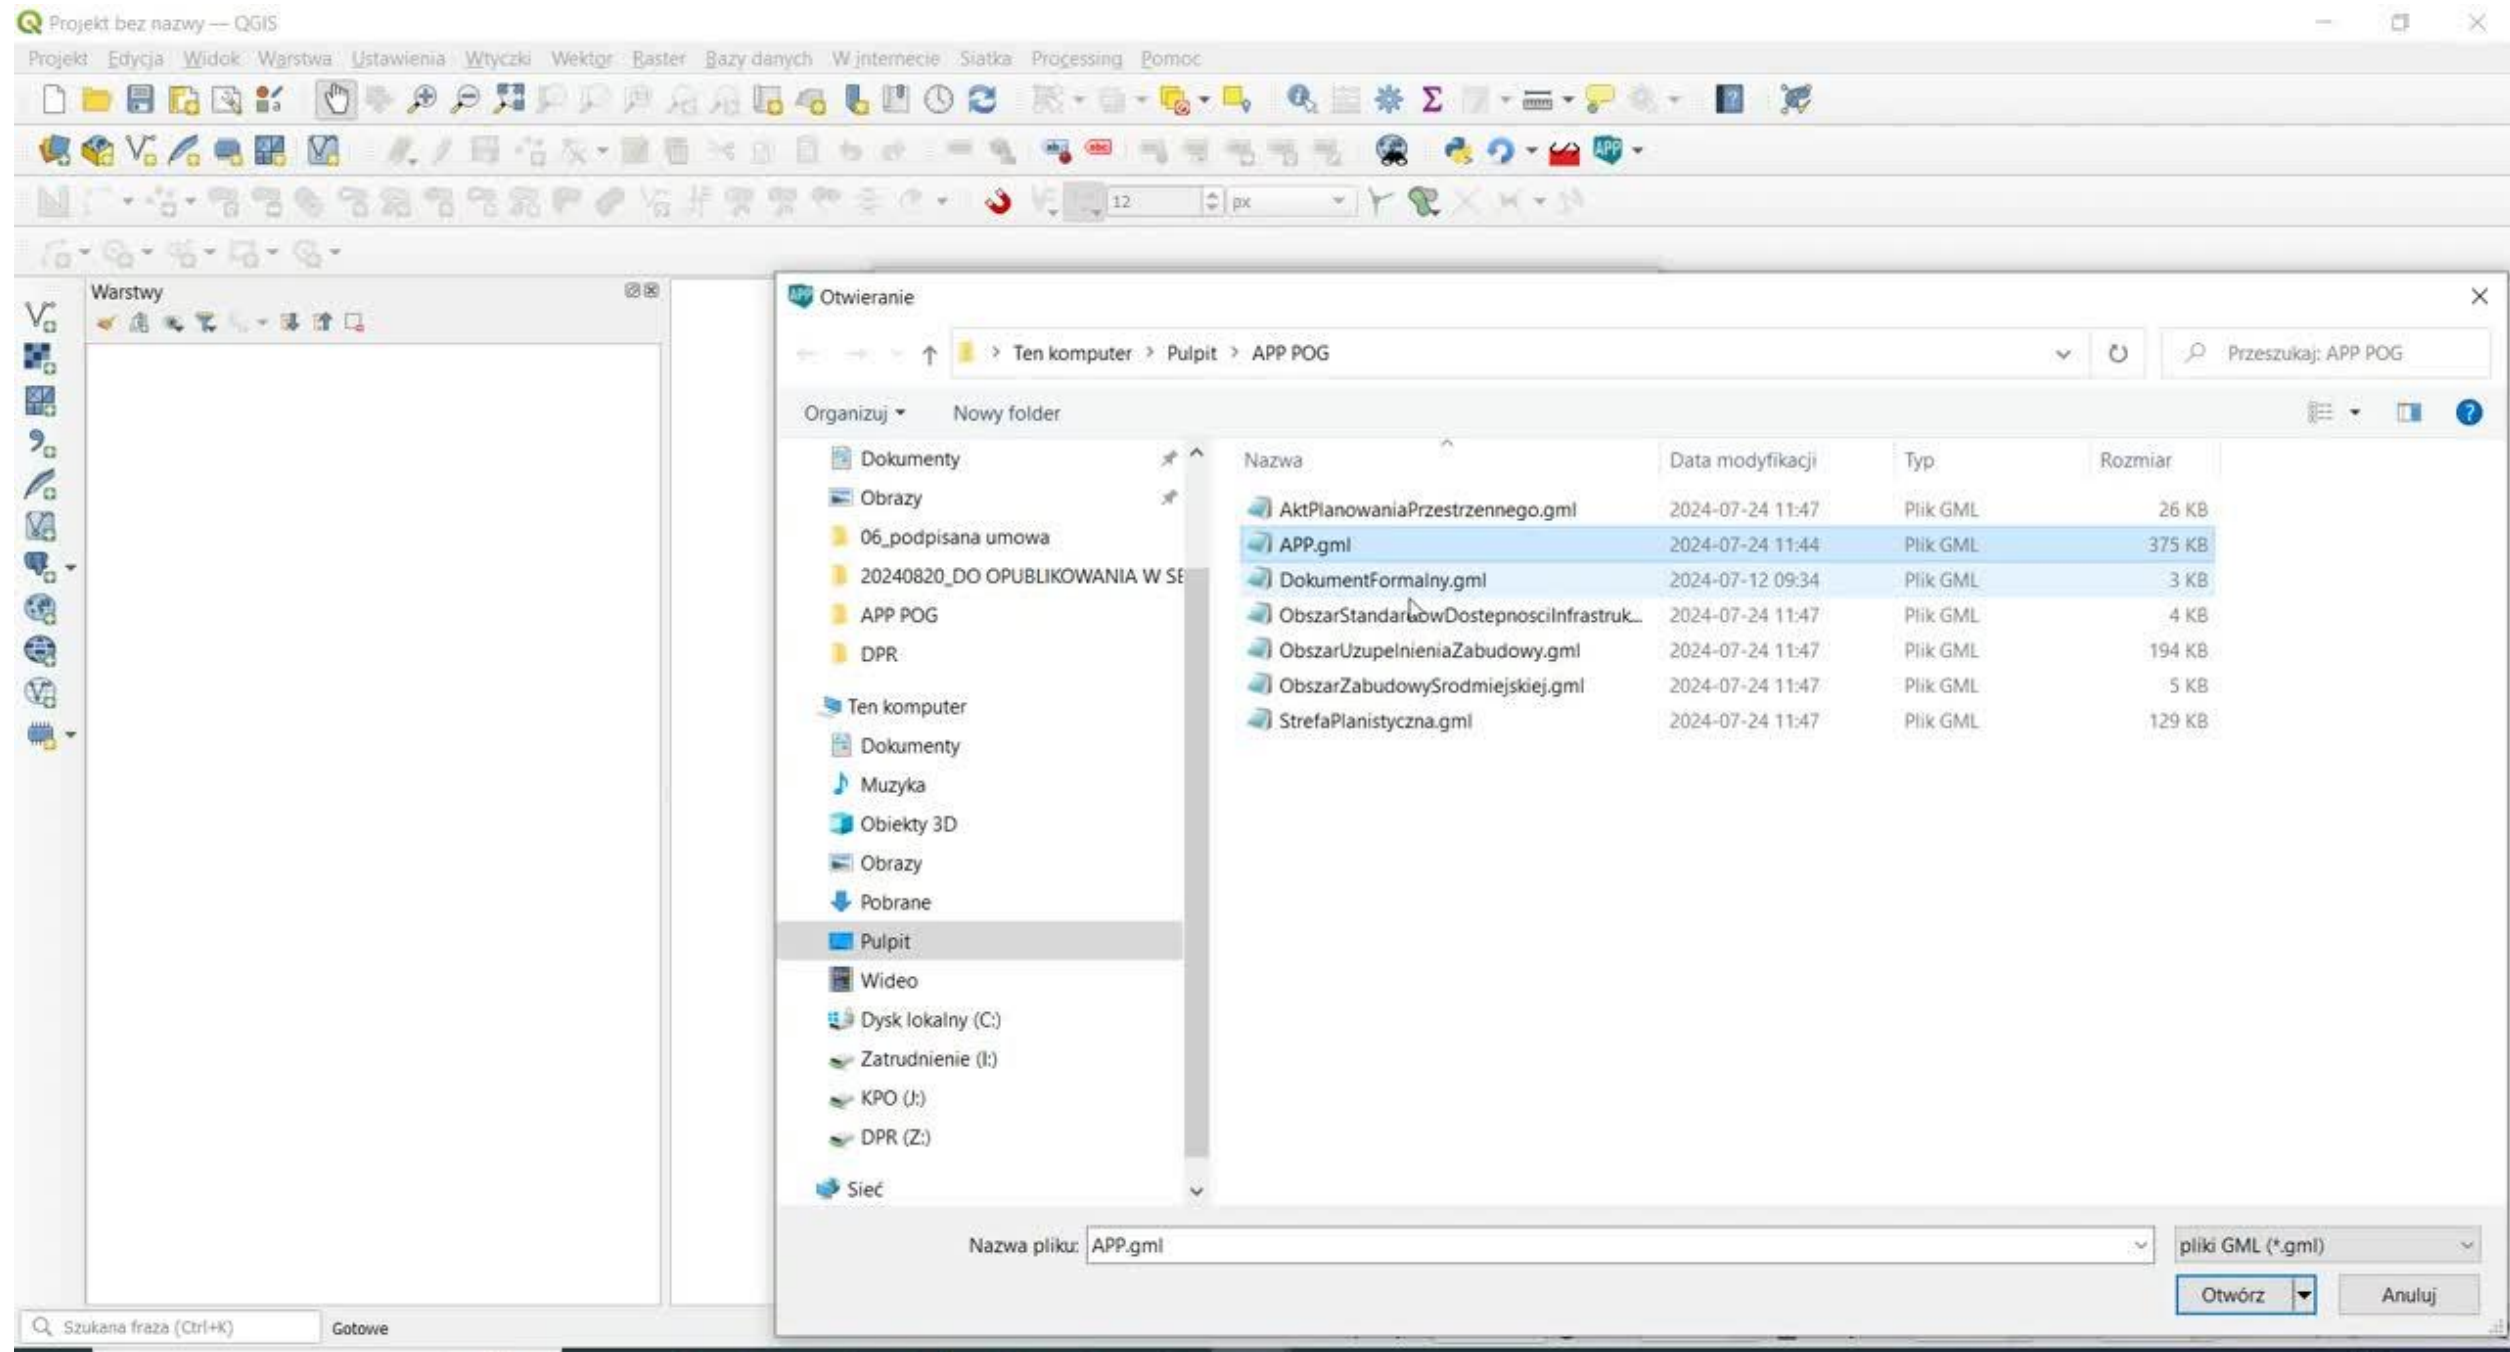 Projekt bez nazwy — QGIS
Projekt Edycja Widok Warstwa Ustawienia Wtyczki Wektor Raster Bazy danych W internecie Siatka Processing Pomoc
APP
12 px
Warstwy
Otwieranie
> Ten komputer > Pulpit > APP POG
Przeszukaj: APP POG
Organizuj Nowy folder
Nazwa Data modyfikacji Typ Rozmiar
AktPlanowaniaPrzestrzennego.gml 2024-07-24 11:47 Plik GML 26 KB
APP.gml 2024-07-24 11:44 Plik GML 375 KB
DokumentFormalny.gml 2024-07-12 09:34 Plik GML 3 KB
ObszarStandardowDostepnosciInfrastruk... 2024-07-24 11:47 Plik GML 4 KB
ObszarUzupelnieniaZabudowy.gml 2024-07-24 11:47 Plik GML 194 KB
ObszarZabudowySrodmiejskiej.gml 2024-07-24 11:47 Plik GML 5 KB
StrefaPlanistyczna.gml 2024-07-24 11:47 Plik GML 129 KB
Dokumenty
Obrazy
06_podpisana umowa
20240820_DO OPUBLIKOWANIA W SE
APP POG
DPR
Ten komputer
Dokumenty
Muzyka
Obiekty 3D
Obrazy
Pobrane
Pulpit
Wideo
Dysk lokalny (C:)
Zatrudnienie (I:)
KPO (J:)
DPR (Z:)
Sieć
Nazwa pliku: APP.gml
pliki GML (*.gml)
Otwórz Anuluj
Szukana fraza (Ctrl+K) Gotowe